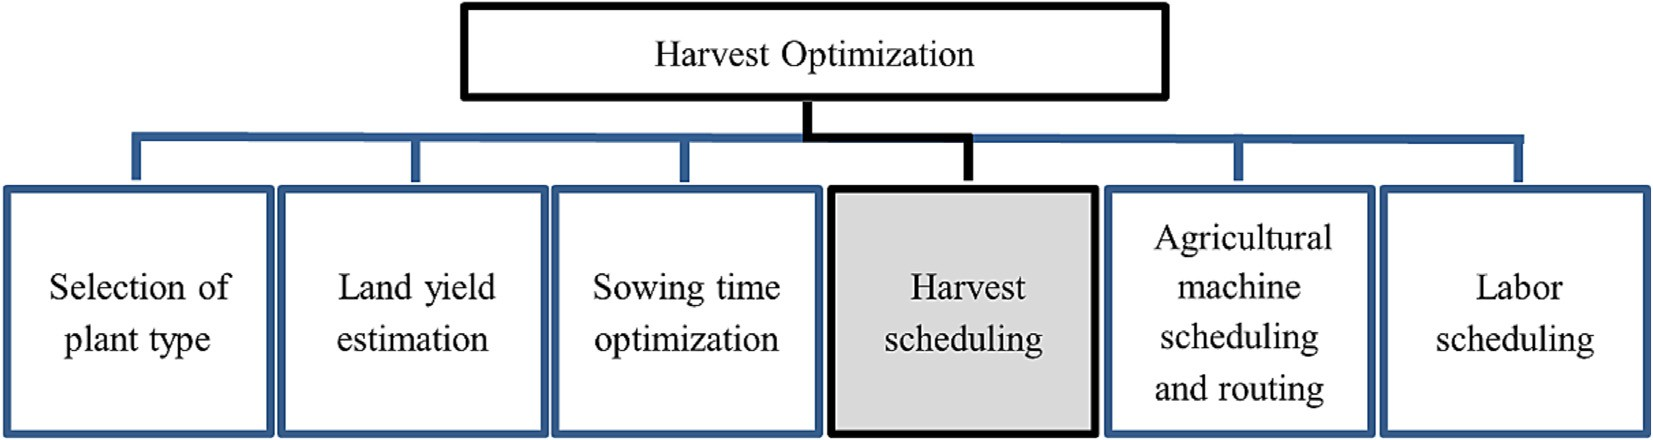 Harvest Optimization
Selection of
plant type
Land yield
estimation
Sowing time
optimization
Harvest
scheduling
Agricultural
machine
scheduling
and routing
Labor
scheduling